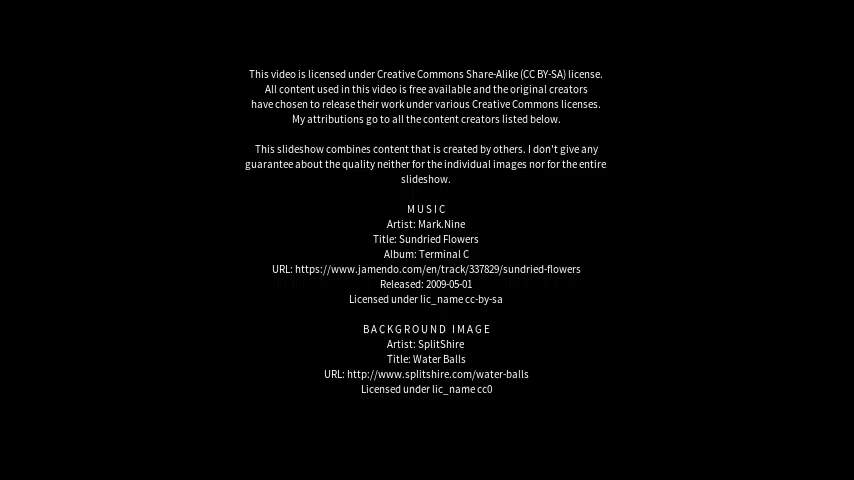 This video is licensed under Creative Commons Share-Alike (CC BY-SA) license.
All content used in this video is free available and the original creators
have chosen to release their work under various Creative Commons licenses.
My attributions go to all the content creators listed below.
This slideshow combines content that is created by others. I don't give any
guarantee about the quality neither for the individual images nor for the entire
slideshow.
MUSIC
Artist: Mark.Nine
Title: Sundried Flowers
Album: Terminal C
URL: https://www.jamendo.com/en/track/337829/sundried-flowers
Released: 2009-05-01
Licensed under lic_name cc-by-sa
BACKGROUND IMAGE
Artist: SplitShire
Title: Water Balls
URL: http://www.splitshire.com/water-balls
Licensed under lic_name cc0